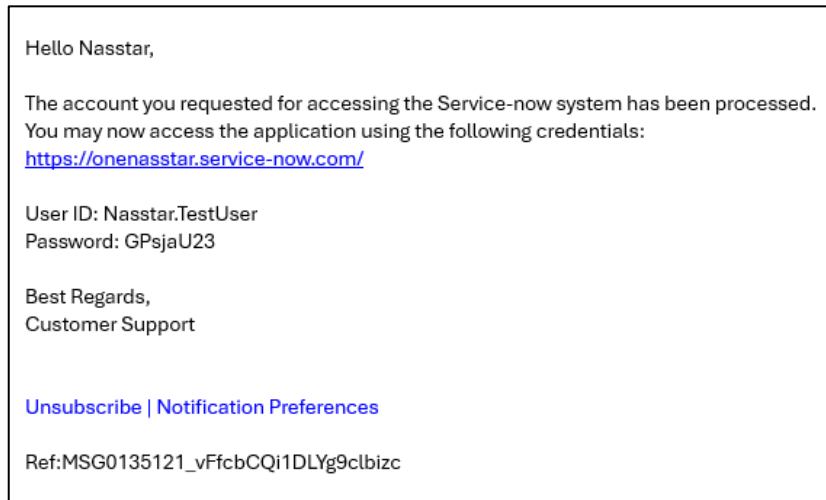 Hello Nasstar,
The account you requested for accessing the Service-now system has been processed.
You may now access the application using the following credentials:
https://onenasstar.service-now.com/
User ID: Nasstar.TestUser
Password: GPsjaU23
Best Regards,
Customer Support
Unsubscribe | Notification Preferences
Ref:MSG0135121_vFfcbCQi1DLYg9clbizc